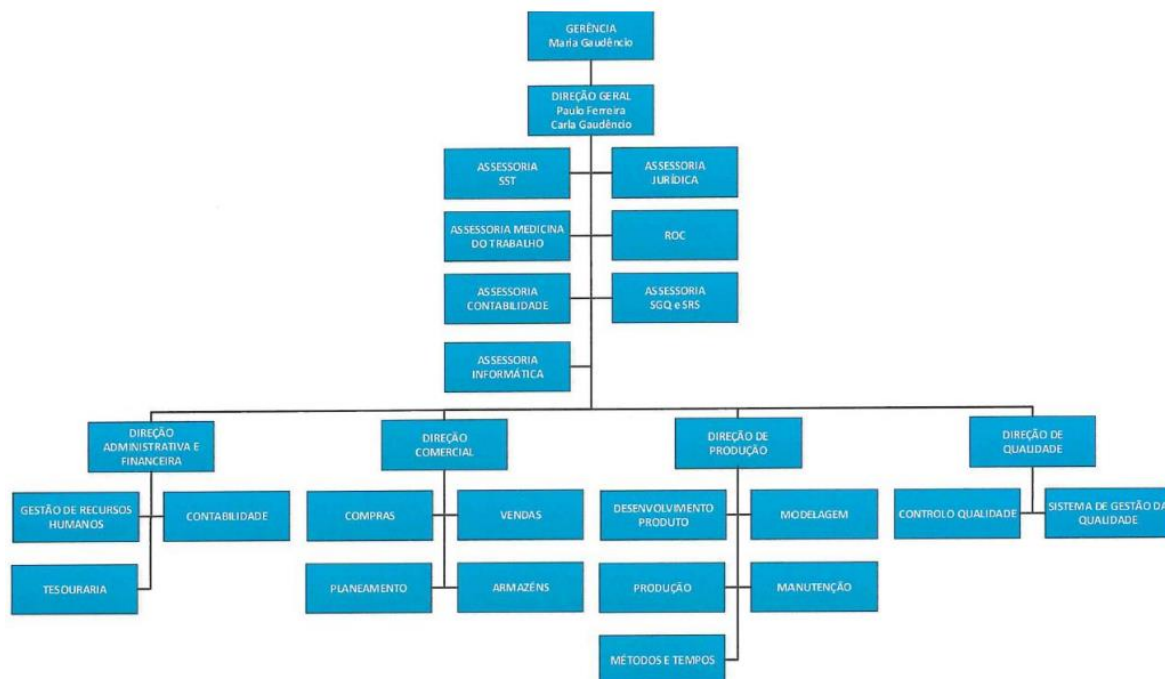 GERÊNCIA
Maria Gaudêncio
DIREÇÃO GERAL
Paulo Ferreira
Carla Gaudêncio
ASSESSORIA
SST
ASSESSORIA
JURÍDICA
ASSESSORIA MEDICINA
DO TRABALHO
ROC
ASSESSORIA
CONTABILIDADE
ASSESSORIA
SGQ e SRS
ASSESSORIA
INFORMÁTICA
DIREÇÃO
ADMINISTRATIVA E
FINANCEIRA
DIREÇÃO
COMERCIAL
DIREÇÃO DE
PRODUÇÃO
DIREÇÃO DE
QUALIDADE
GESTÃO DE RECURSOS
HUMANOS
CONTABILIDADE
COMPRAS
VENDAS
DESENVOLVIMENTO
PRODUTO
MODELAGEM
CONTROLO QUALIDADE
SISTEMA DE GESTÃO DA
QUALIDADE
TESOURARIA
PLANEAMENTO
ARMAZÉNS
PRODUÇÃO
MANUTENÇÃO
MÉTODOS E TEMPOS